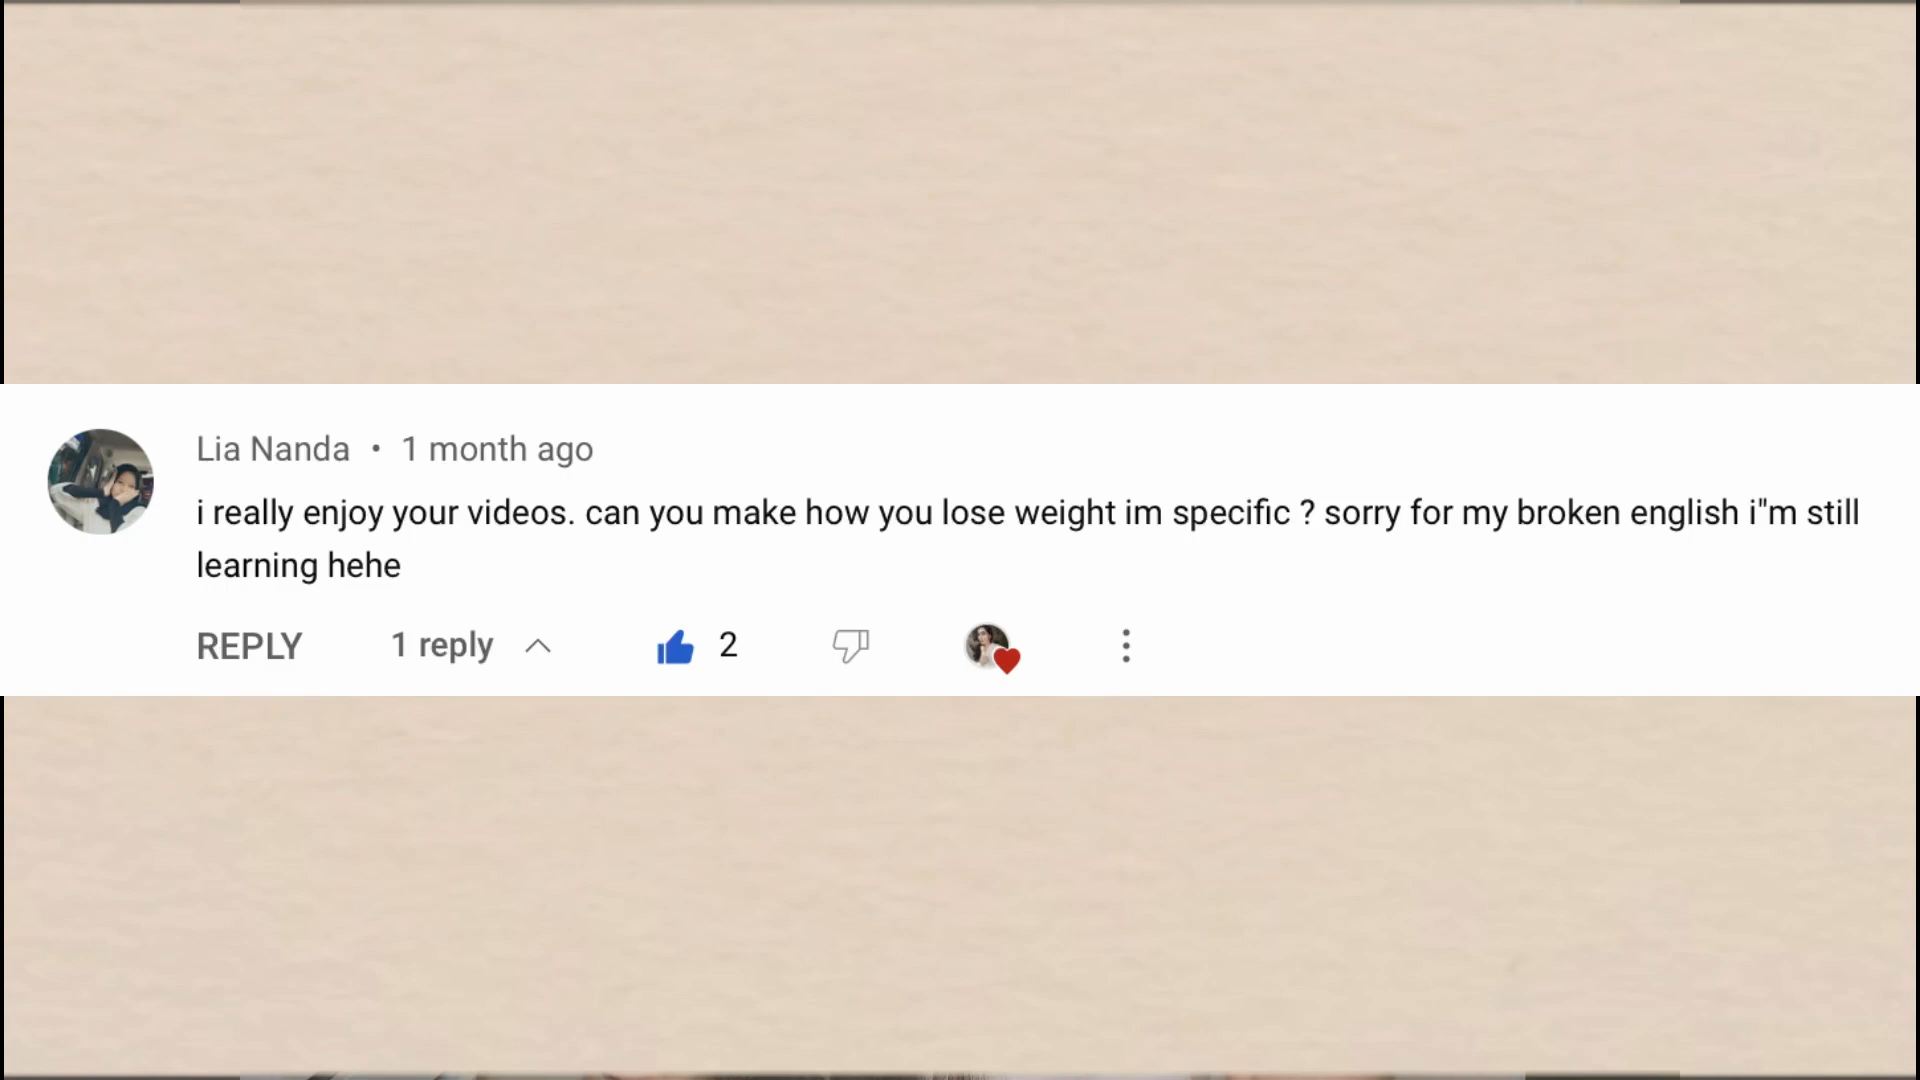 Lia Nanda • 1 month ago
i really enjoy your videos. can you make how you lose weight im specific ? sorry for my broken english i"m still
learning hehe
REPLY 1 reply 2